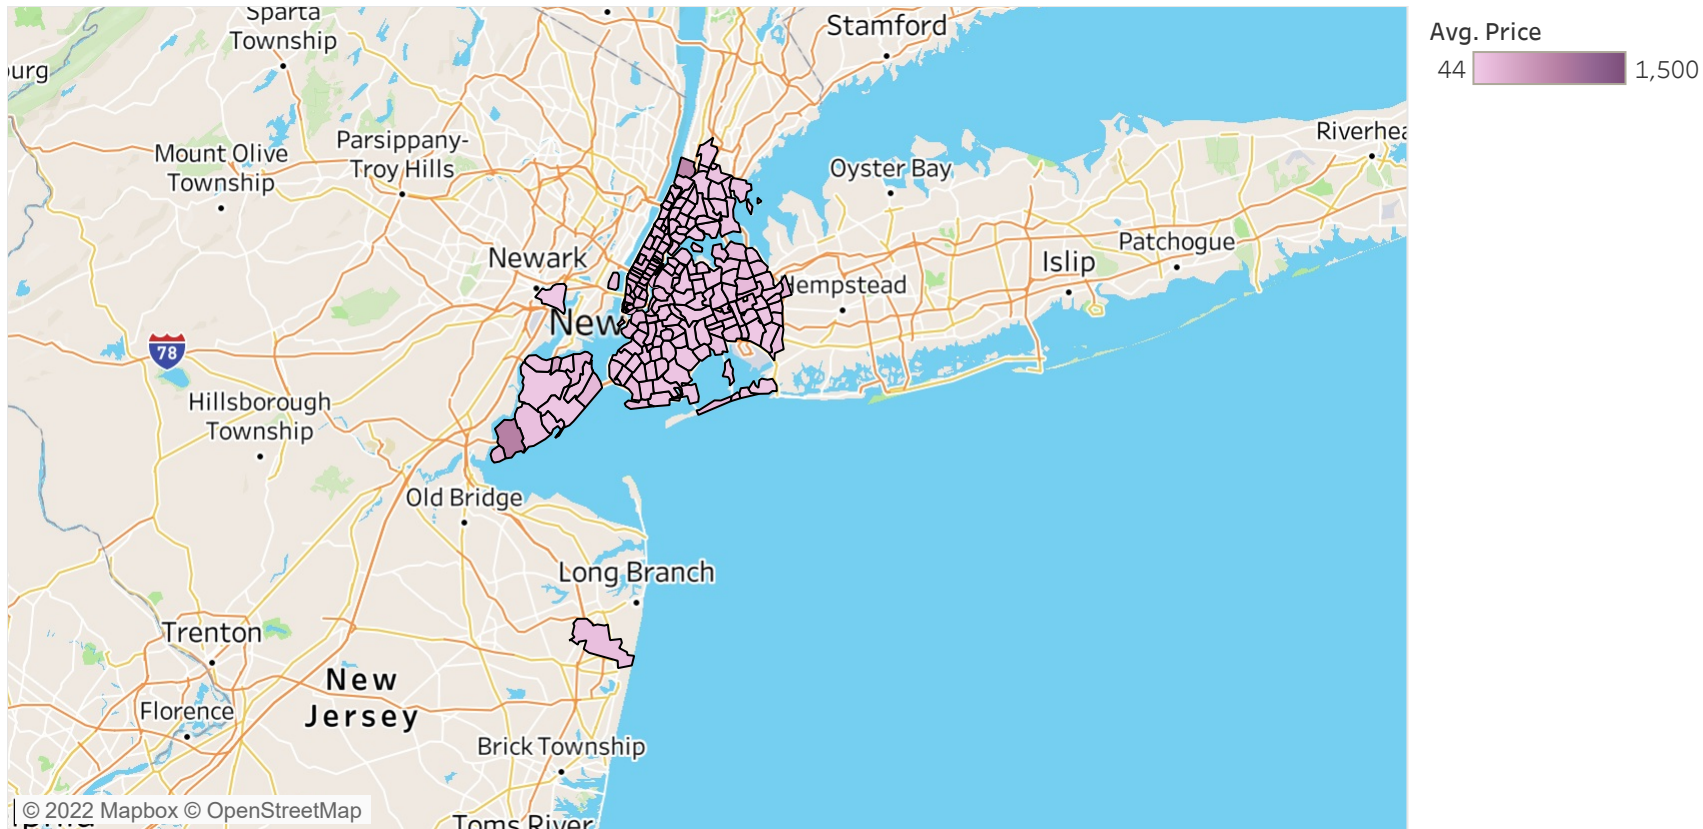 Sparta
Township
Stamford
Avg. Price
44
1,500
urg
Parsippany-
Troy Hills
Mount Olive
Township
Riverhea
Oyster Bay
Patchogue
Islip
Newark
Hempstead
New
78
Hillsborough
Township
Old Bridge
Long Branch
Trenton
New
Jersey
Florence
Brick Township
© 2022 Mapbox © OpenStreetMap
Toms River